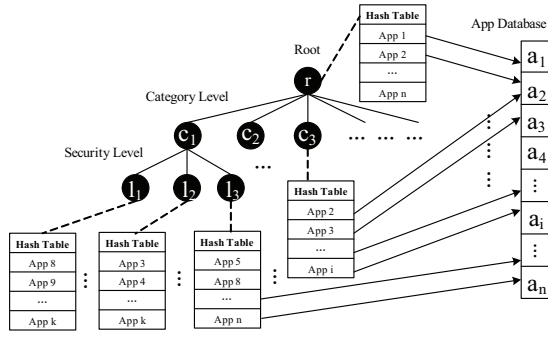 Hash Table
App 1
App 2
...
App n
App Database
a1
a2
a3
a4
...
ai
...
an
Root
r
Category Level
c1
c2
c3
... ... ...
Security Level
...
l1
l2
l3
Hash Table
App 2
App 3
...
App i
Hash Table
App 8
App 9
...
App k
Hash Table
App 3
App 4
...
App k
Hash Table
App 5
App 8
...
App n